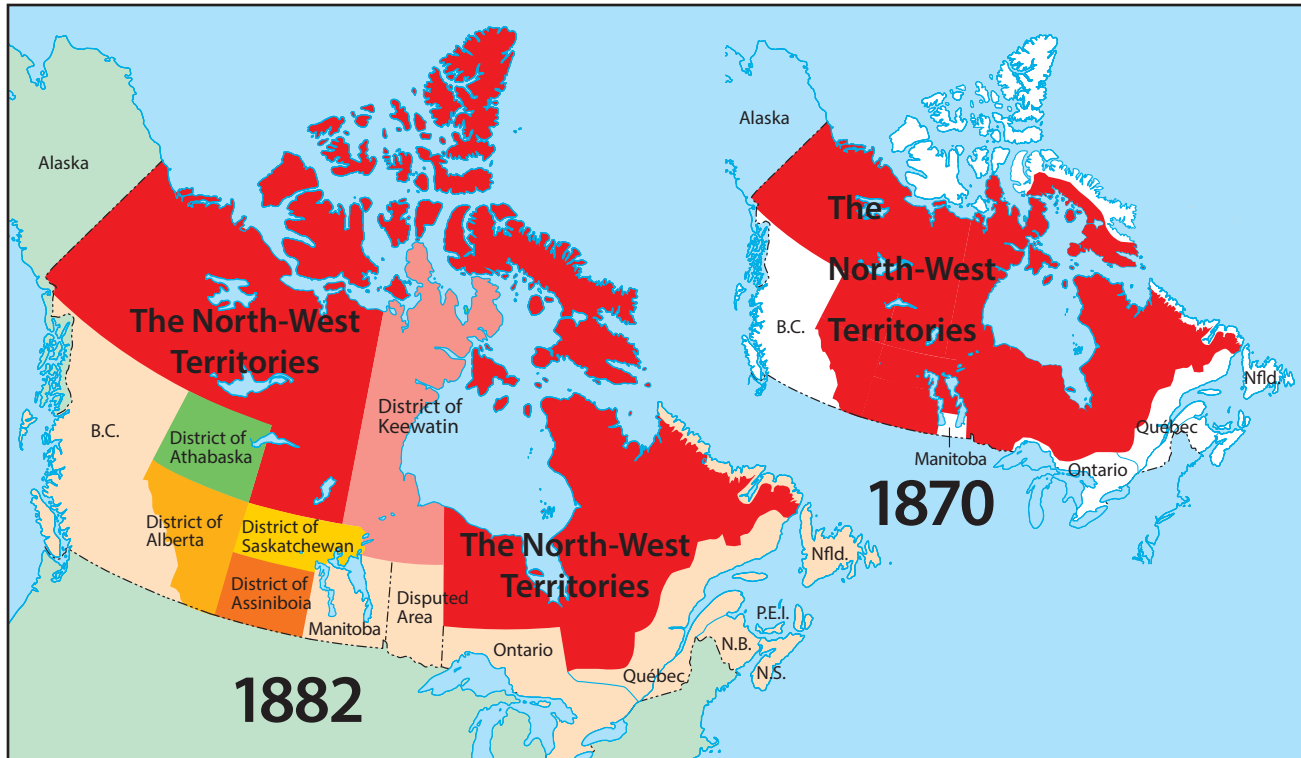 Alaska
The North-West
Territories
B.C.
District of
Athabaska
District of
Keewatin
District of
Alberta
District of
Saskatchewan
District of
Assiniboia
Manitoba
Disputed
Area
The North-West
Territories
Ontario
Québec
Nfld.
P.E.I.
N.B.
N.S.
1882
Alaska
The
North-West
Territories
B.C.
Manitoba
Ontario
Québec
Nfld.
1870